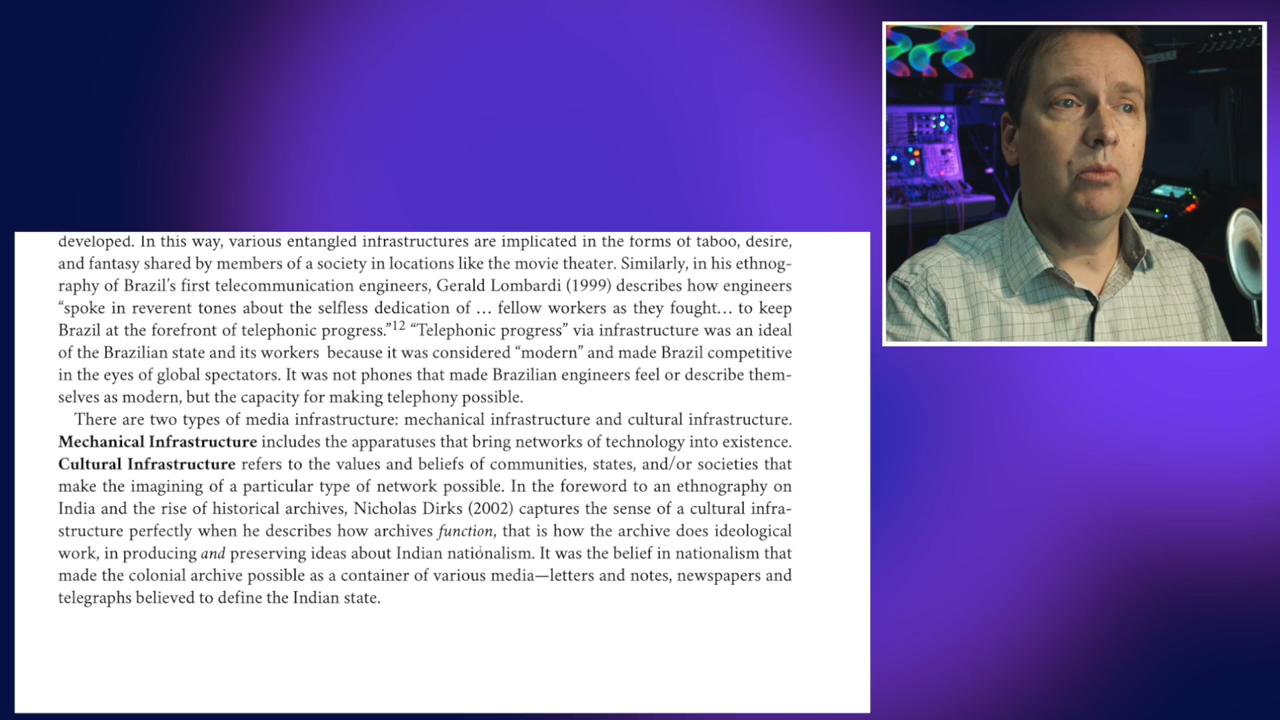 developed. In this way, various entangled infrastructures are implicated in the forms of taboo, desire,
and fantasy shared by members of a society in locations like the movie theater. Similarly, in his ethnog-
raphy of Brazil’s first telecommunication engineers, Gerald Lombardi (1999) describes how engineers
“spoke in reverent tones about the selfless dedication of … fellow workers as they fought… to keep
Brazil at the forefront of telephonic progress.”12 “Telephonic progress” via infrastructure was an ideal
of the Brazilian state and its workers because it was considered “modern” and made Brazil competitive
in the eyes of global spectators. It was not phones that made Brazilian engineers feel or describe them-
selves as modern, but the capacity for making telephony possible.
There are two types of media infrastructure: mechanical infrastructure and cultural infrastructure.
Mechanical Infrastructure includes the apparatuses that bring networks of technology into existence.
Cultural Infrastructure refers to the values and beliefs of communities, states, and/or societies that
make the imagining of a particular type of network possible. In the foreword to an ethnography on
India and the rise of historical archives, Nicholas Dirks (2002) captures the sense of a cultural infra-
structure perfectly when he describes how archives function, that is how the archive does ideological
work, in producing and preserving ideas about Indian nationalism. It was the belief in nationalism that
made the colonial archive possible as a container of various media—letters and notes, newspapers and
telegraphs believed to define the Indian state.